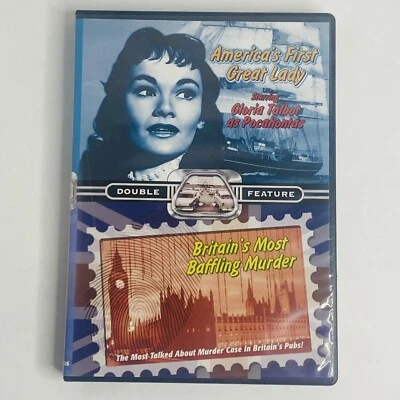 America's First
Great Lady
Starring
Gloria Talbot
as Pocahontas
DOUBLE FEATURE
Britain's Most
Baffling Murder
The Most Talked About Murder Case In Britain's Pubs!